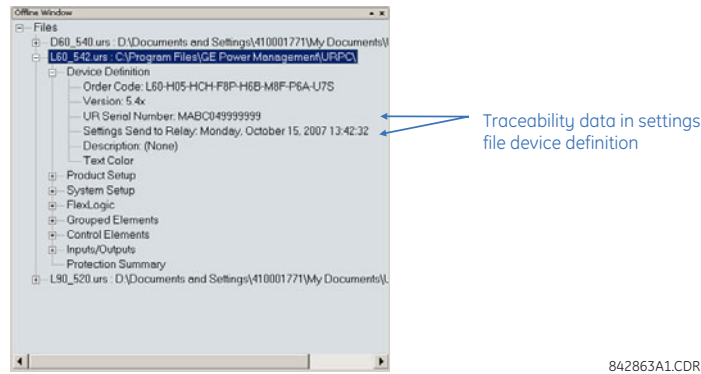 Offline Window
Files
D60_540.urs : D:\Documents and Settings\410001771\My Documents\
L60_542.urs : C:\Program Files\GE Power Management\URPC\
Device Definition
Order Code: L60-H05-HCH-F8P-H6B-M8F-P6A-U7S
Version: 5.4x
UR Serial Number: MABC049999999
Settings Send to Relay: Monday, October 15, 2007 13:42:32
Description: (None)
Text Color
Product Setup
System Setup
FlexLogic
Grouped Elements
Control Elements
Inputs/Outputs
Protection Summary
L90_520.urs : D:\Documents and Settings\410001771\My Documents\L
Traceability data in settings
file device definition
842863A1.CDR